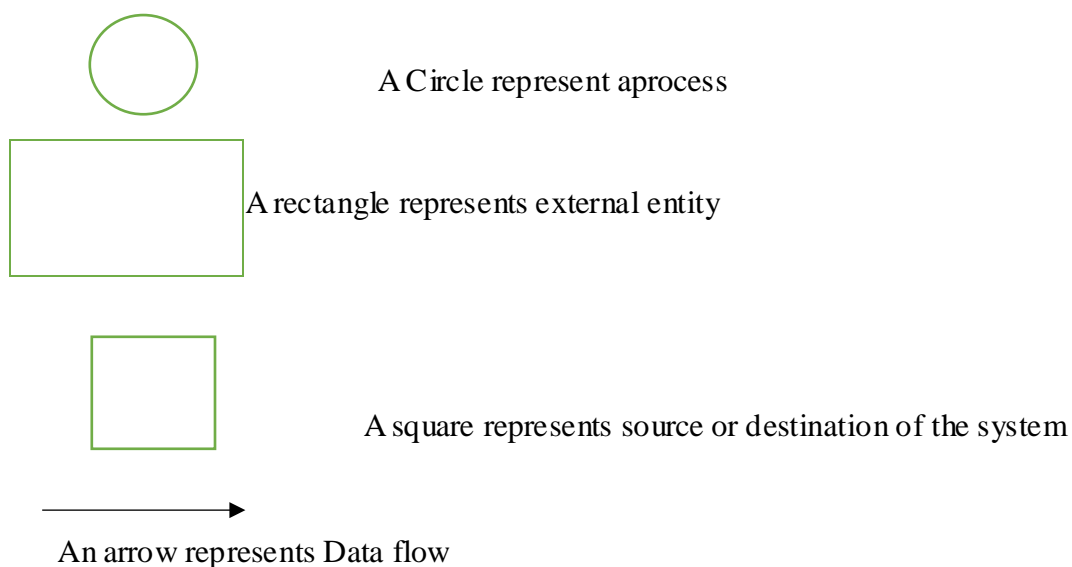 A Circle represent aprocess
A rectangle represents external entity
A square represents source or destination of the system
An arrow represents Data flow